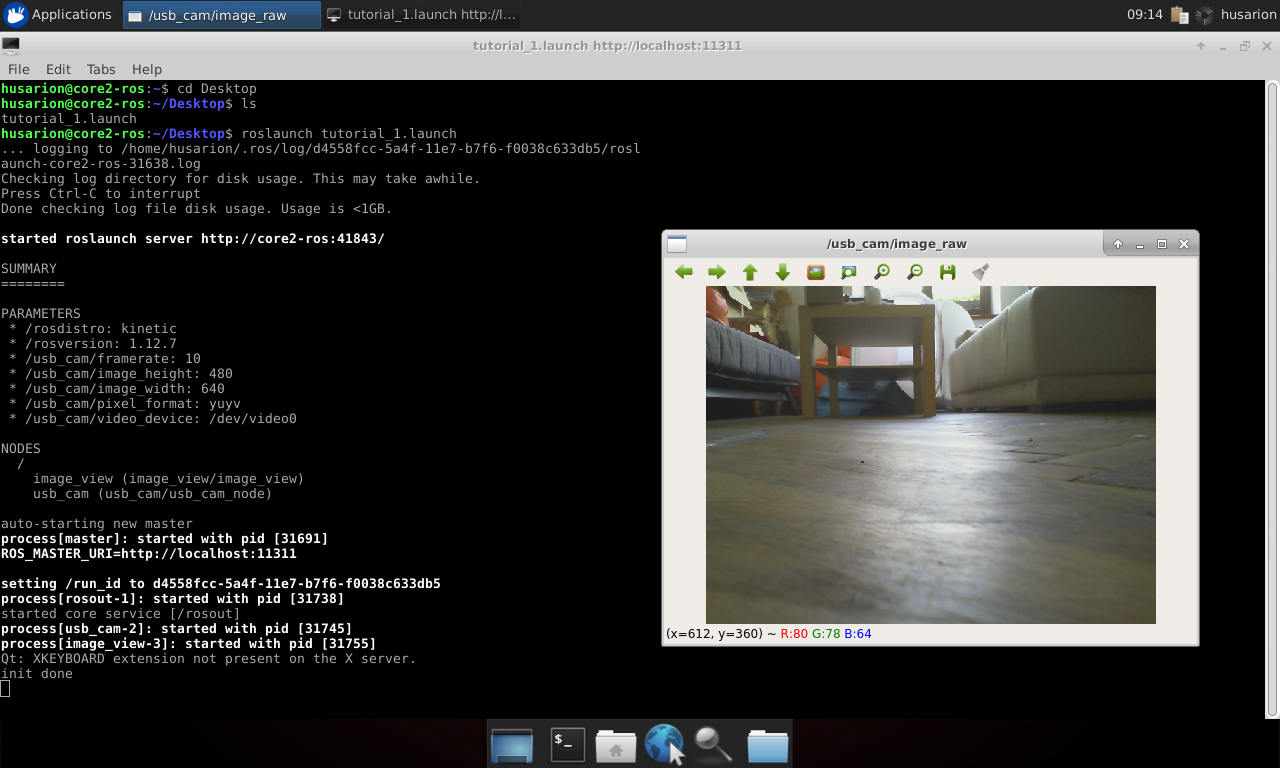 Applications
/usb_cam/image_raw
tutorial_1.launch http://l...
09:14
husarion
tutorial_1.launch http://localhost:11311
File Edit Tabs Help
husarion@core2-ros:~$ cd Desktop
husarion@core2-ros:~/Desktop$ ls
tutorial_1.launch
husarion@core2-ros:~/Desktop$ roslaunch tutorial_1.launch
... logging to /home/husarion/.ros/log/d4558fcc-5a4f-11e7-b7f6-f0038c633db5/rosl
aunch-core2-ros-31638.log
Checking log directory for disk usage. This may take awhile.
Press Ctrl-C to interrupt
Done checking log file disk usage. Usage is <1GB.
started roslaunch server http://core2-ros:41843/
SUMMARY
========
PARAMETERS
* /rosdistro: kinetic
* /rosversion: 1.12.7
* /usb_cam/framerate: 10
* /usb_cam/image_height: 480
* /usb_cam/image_width: 640
* /usb_cam/pixel_format: yuyv
* /usb_cam/video_device: /dev/video0
NODES
/
image_view (image_view/image_view)
usb_cam (usb_cam/usb_cam_node)
auto-starting new master
process[master]: started with pid [31691]
ROS_MASTER_URI=http://localhost:11311
setting /run_id to d4558fcc-5a4f-11e7-b7f6-f0038c633db5
process[rosout-1]: started with pid [31738]
started core service [/rosout]
process[usb_cam-2]: started with pid [31745]
process[image_view-3]: started with pid [31755]
Qt: XKEYBOARD extension not present on the X server.
init done
/usb_cam/image_raw
(x=612, y=360) ~ R:80 G:78 B:64
$_